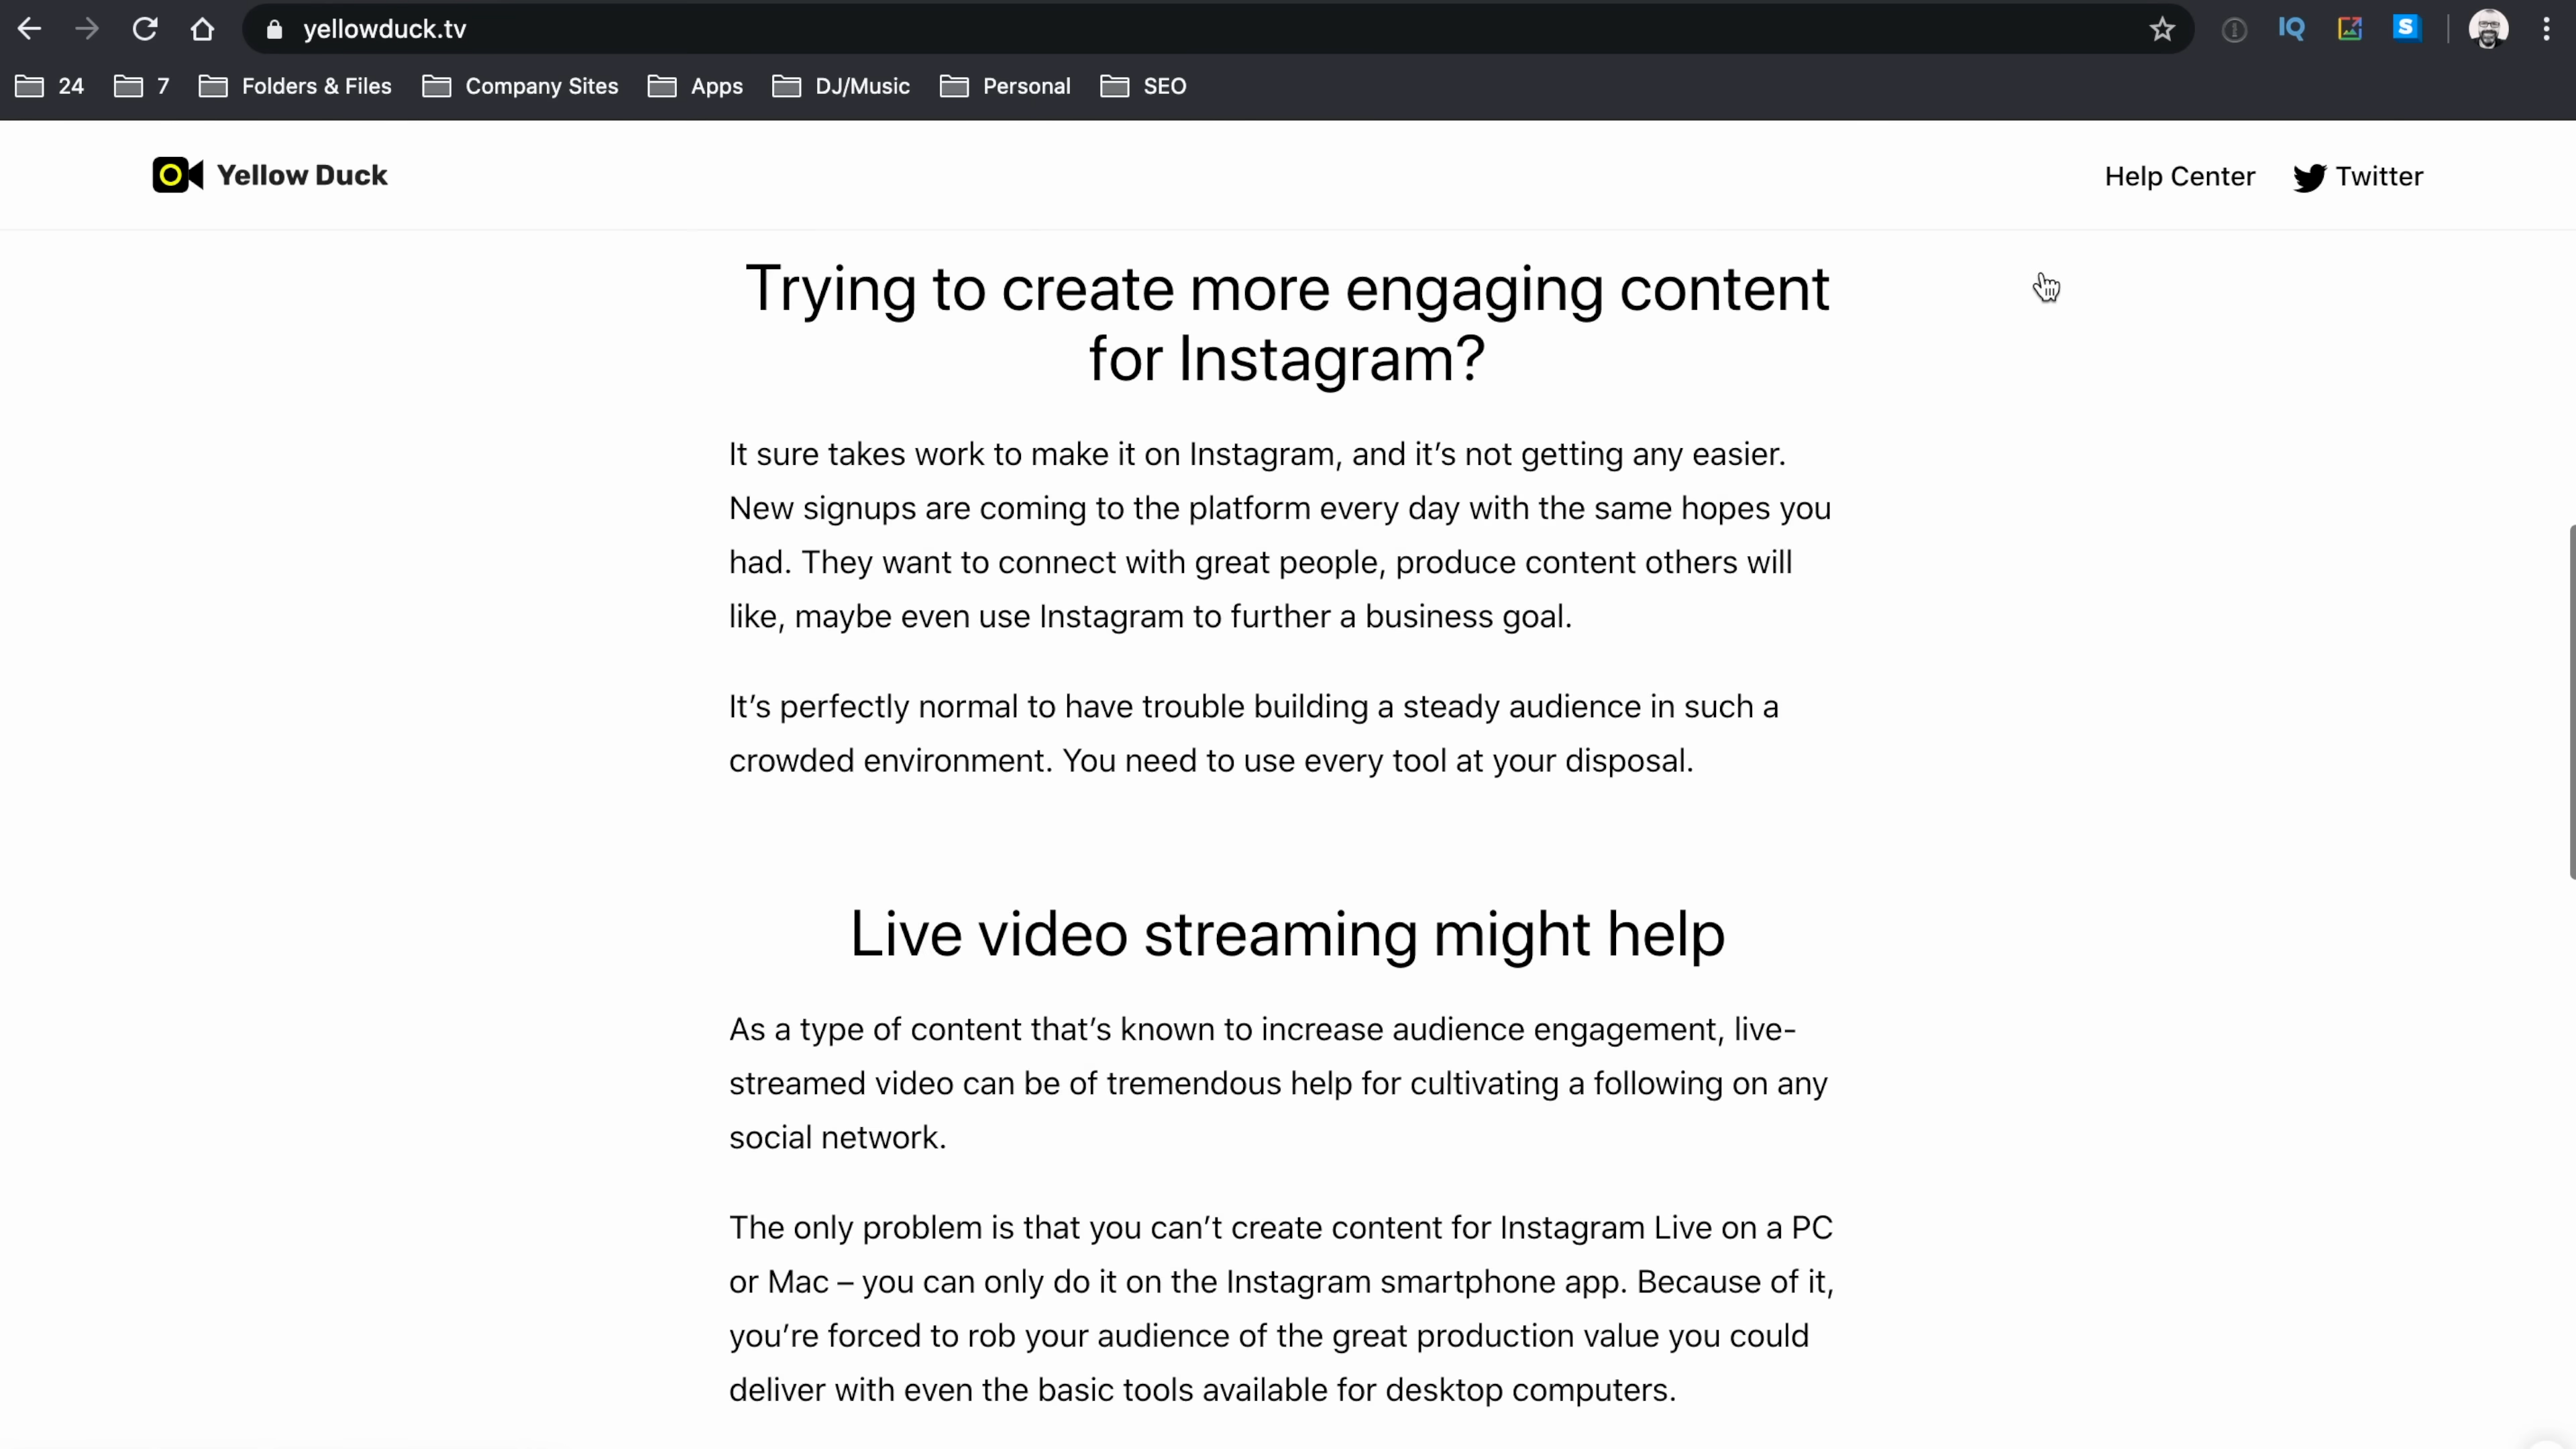 yellowduck.tv
IQ
S
24
7
Folders & Files
Company Sites
Apps
DJ/Music
Personal
SEO
Yellow Duck
Help Center
Twitter
Trying to create more engaging content
for Instagram?
It sure takes work to make it on Instagram, and it’s not getting any easier.
New signups are coming to the platform every day with the same hopes you
had. They want to connect with great people, produce content others will
like, maybe even use Instagram to further a business goal.
It’s perfectly normal to have trouble building a steady audience in such a
crowded environment. You need to use every tool at your disposal.
Live video streaming might help
As a type of content that’s known to increase audience engagement, live-
streamed video can be of tremendous help for cultivating a following on any
social network.
The only problem is that you can’t create content for Instagram Live on a PC
or Mac – you can only do it on the Instagram smartphone app. Because of it,
you’re forced to rob your audience of the great production value you could
deliver with even the basic tools available for desktop computers.